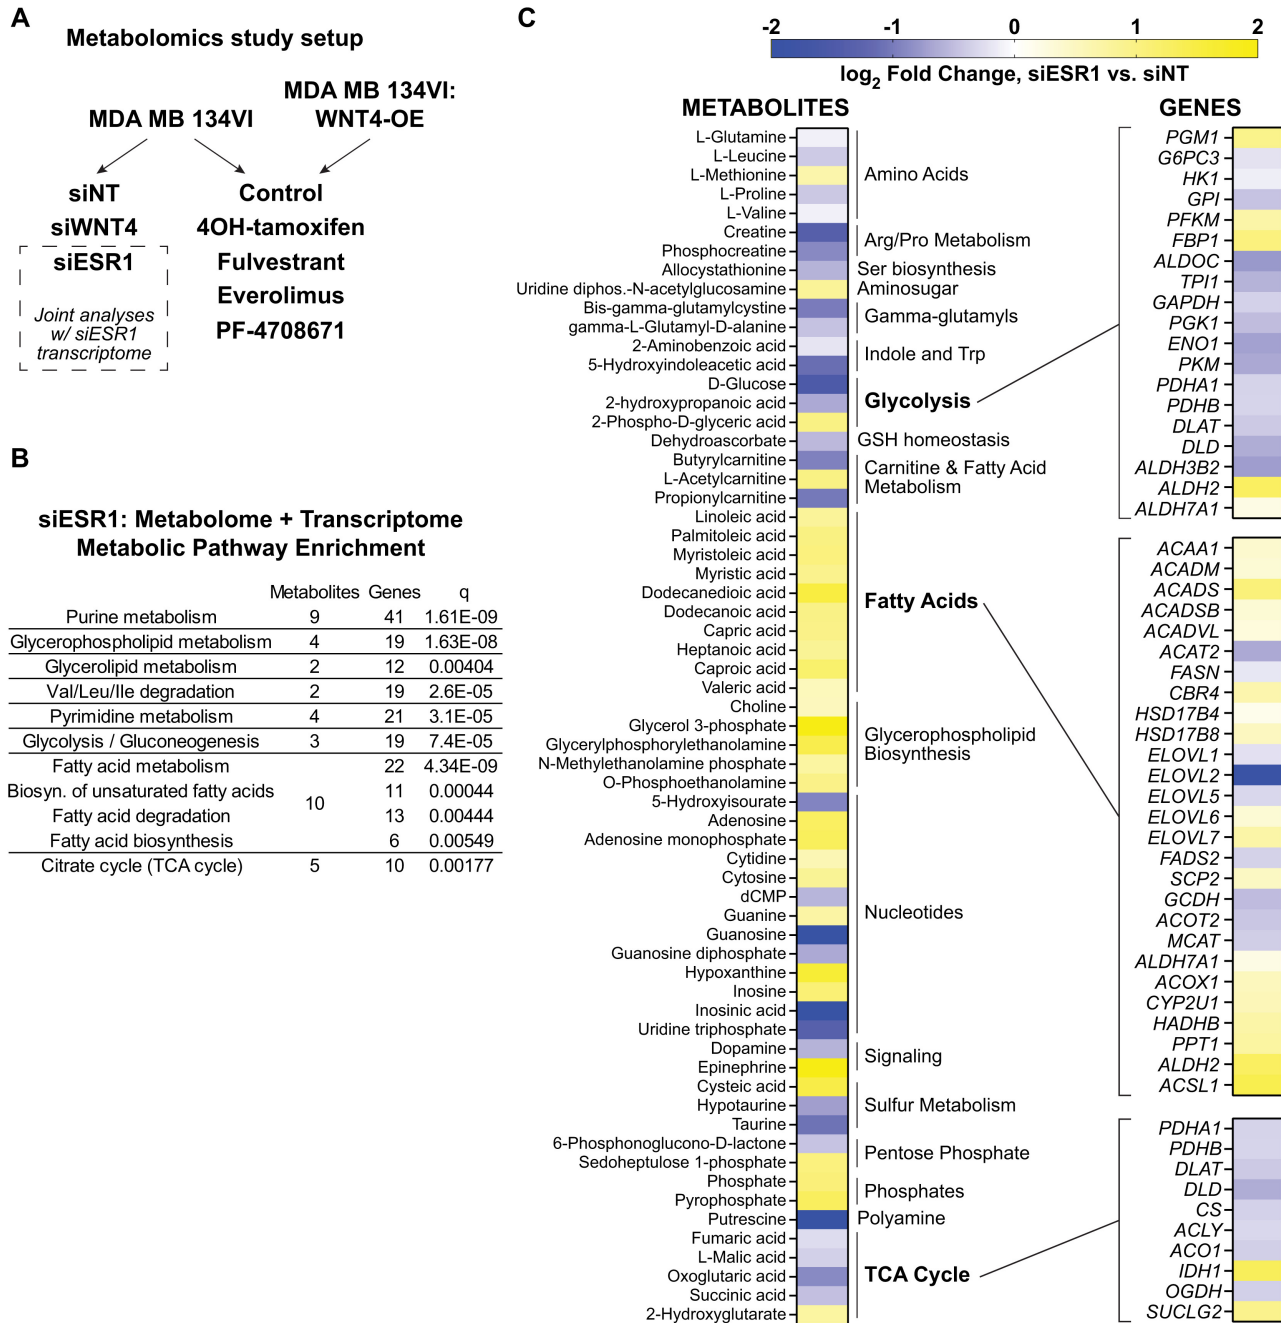 A
Metabolomics study setup
MDA MB 134VI
MDA MB 134VI:
WNT4-OE
siNT
siWNT4
siESR1
Joint analyses
w/ siESR1
transcriptome
Control
4OH-tamoxifen
Fulvestrant
Everolimus
PF-4708671
B
siESR1: Metabolome + Transcriptome
Metabolic Pathway Enrichment
Metabolites Genes q
Purine metabolism 9 41 1.61E-09
Glycerophospholipid metabolism 4 19 1.63E-08
Glycerolipid metabolism 2 12 0.00404
Val/Leu/Ile degradation 2 19 2.6E-05
Pyrimidine metabolism 4 21 3.1E-05
Glycolysis / Gluconeogenesis 3 19 7.4E-05
Fatty acid metabolism 22 4.34E-09
Biosyn. of unsaturated fatty acids 11 0.00044
10
Fatty acid degradation 13 0.00444
Fatty acid biosynthesis 6 0.00549
Citrate cycle (TCA cycle) 5 10 0.00177
C
-2 -1 0 1 2
log2 Fold Change, siESR1 vs. siNT
METABOLITES
L-Glutamine
L-Leucine
L-Methionine
L-Proline
L-Valine
Creatine
Phosphocreatine
Allocystathionine
Uridine diphos.-N-acetylglucosamine
Bis-gamma-glutamylcystine
gamma-L-Glutamyl-D-alanine
2-Aminobenzoic acid
5-Hydroxyindoleacetic acid
D-Glucose
2-hydroxypropanoic acid
2-Phospho-D-glyceric acid
Dehydroascorbate
Butyrylcarnitine
L-Acetylcarnitine
Propionylcarnitine
Linoleic acid
Palmitoleic acid
Myristoleic acid
Myristic acid
Dodecanedioic acid
Dodecanoic acid
Capric acid
Heptanoic acid
Caproic acid
Valeric acid
Choline
Glycerol 3-phosphate
Glycerylphosphorylethanolamine
N-Methylethanolamine phosphate
O-Phosphoethanolamine
5-Hydroxyisourate
Adenosine
Adenosine monophosphate
Cytidine
Cytosine
dCMP
Guanine
Guanosine
Guanosine diphosphate
Hypoxanthine
Inosine
Inosinic acid
Uridine triphosphate
Dopamine
Epinephrine
Cysteic acid
Hypotaurine
Taurine
6-Phosphonoglucono-D-lactone
Sedoheptulose 1-phosphate
Phosphate
Pyrophosphate
Putrescine
Fumaric acid
L-Malic acid
Oxoglutaric acid
Succinic acid
2-Hydroxyglutarate
Amino Acids
Arg/Pro Metabolism
Ser biosynthesis
Aminosugar
Gamma-glutamyls
Indole and Trp
Glycolysis
GSH homeostasis
Carnitine & Fatty Acid
Metabolism
Fatty Acids
Glycerophospholipid
Biosynthesis
Nucleotides
Signaling
Sulfur Metabolism
Pentose Phosphate
Phosphates
Polyamine
TCA Cycle
GENES
PGM1
G6PC3
HK1
GPI
PFKM
FBP1
ALDOC
TPI1
GAPDH
PGK1
ENO1
PKM
PDHA1
PDHB
DLAT
DLD
ALDH3B2
ALDH2
ALDH7A1
ACAA1
ACADM
ACADS
ACADSB
ACADVL
ACAT2
FASN
CBR4
HSD17B4
HSD17B8
ELOVL1
ELOVL2
ELOVL5
ELOVL6
ELOVL7
FADS2
SCP2
GCDH
ACOT2
MCAT
ALDH7A1
ACOX1
CYP2U1
HADHB
PPT1
ALDH2
ACSL1
PDHA1
PDHB
DLAT
DLD
CS
ACLY
ACO1
IDH1
OGDH
SUCLG2